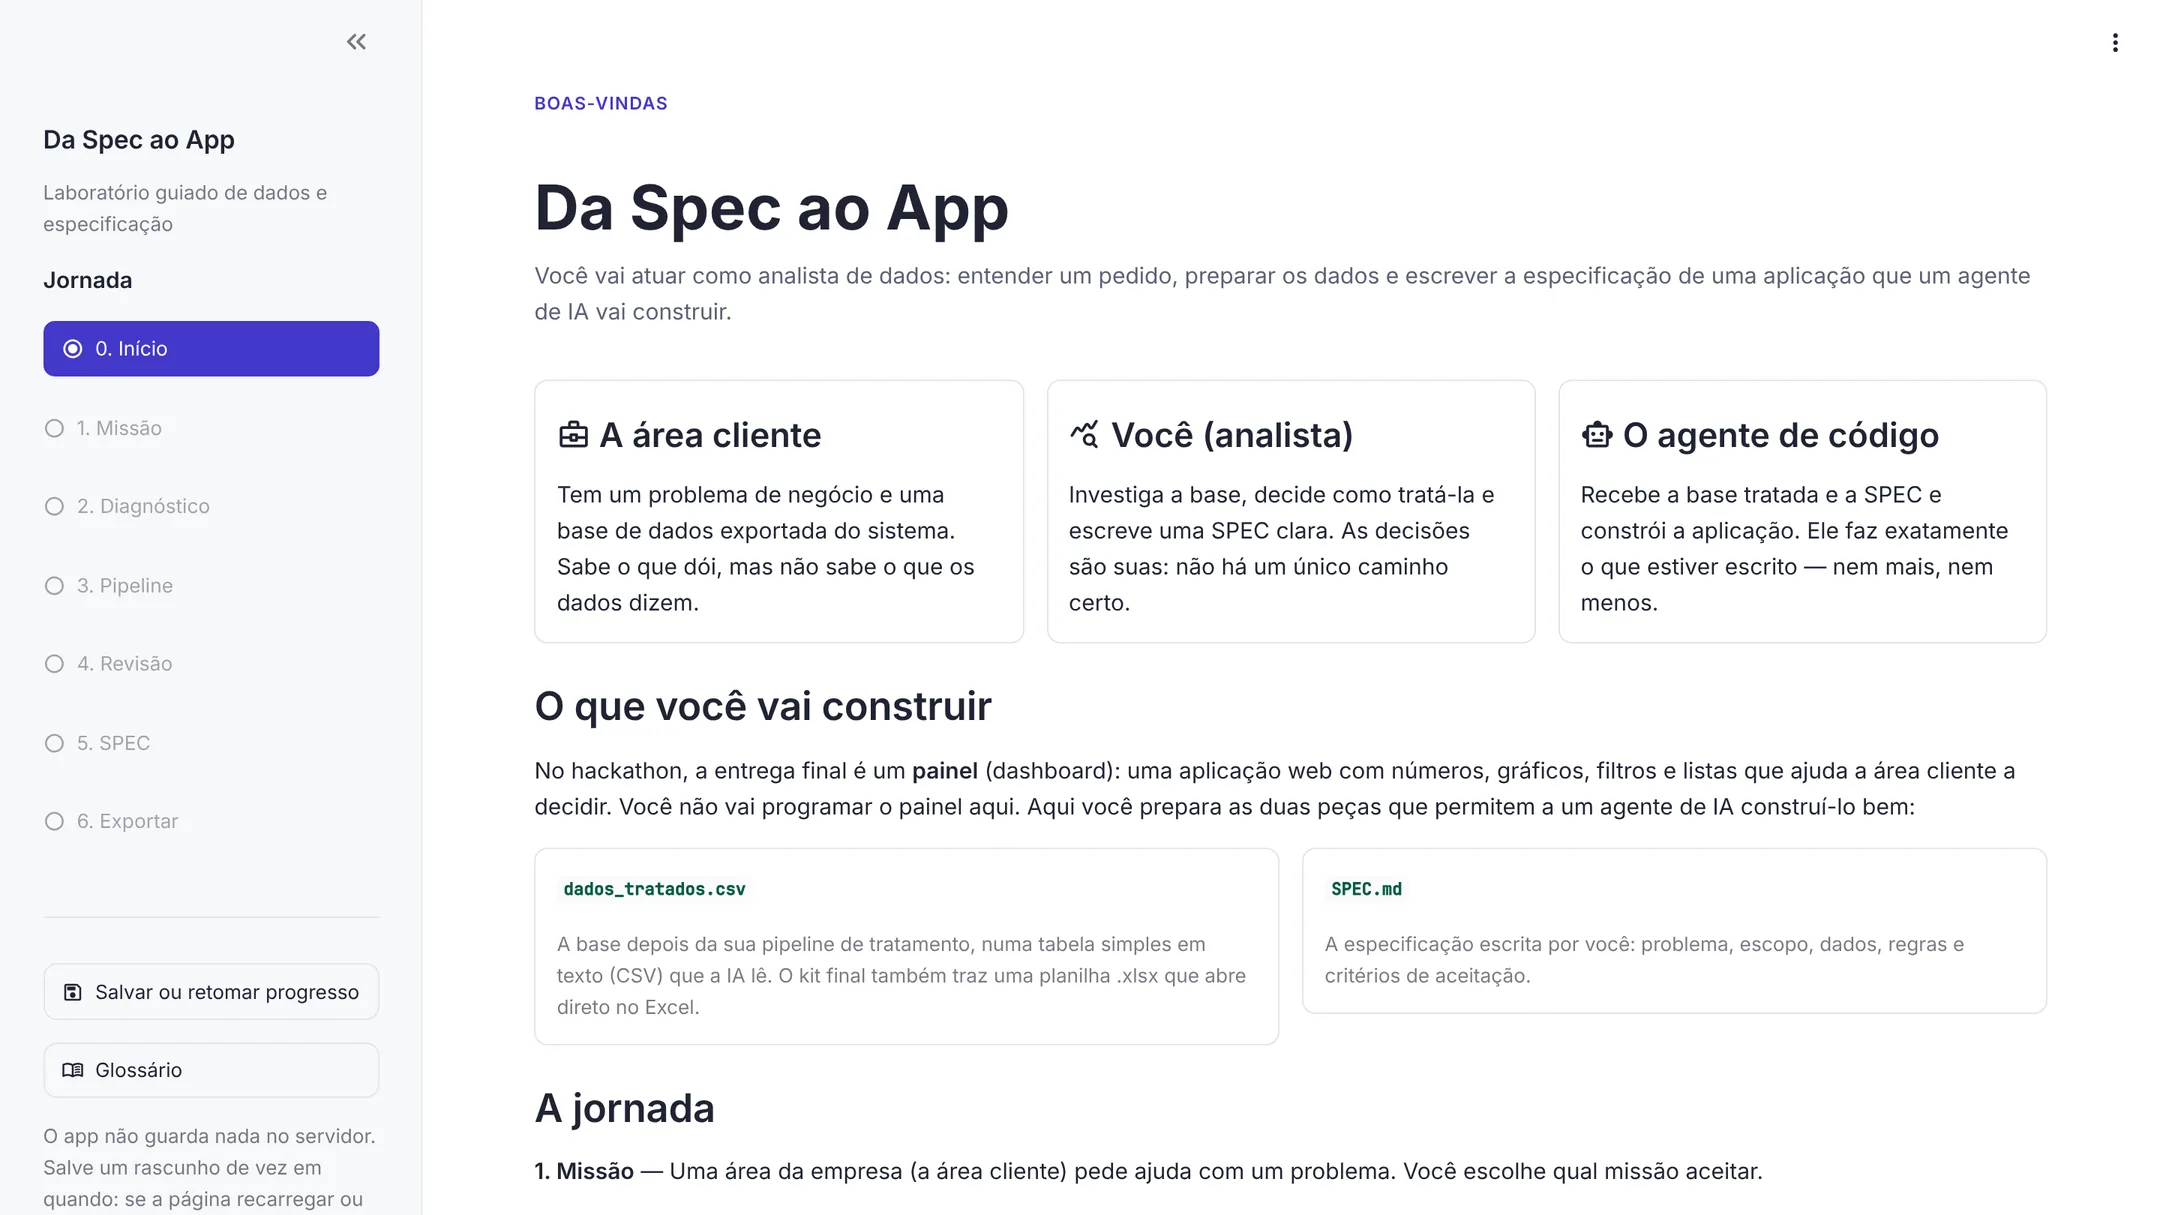 Da Spec ao App
Laboratório guiado de dados e
especificação
Jornada
0. Início
1. Missão
2. Diagnóstico
3. Pipeline
4. Revisão
5. SPEC
6. Exportar
Salvar ou retomar progresso
Glossário
O app não guarda nada no servidor.
Salve um rascunho de vez em
quando: se a página recarregar ou
BOAS-VINDAS
Da Spec ao App
Você vai atuar como analista de dados: entender um pedido, preparar os dados e escrever a especificação de uma aplicação que um agente
de IA vai construir.
A área cliente
Tem um problema de negócio e uma
base de dados exportada do sistema.
Sabe o que dói, mas não sabe o que os
dados dizem.
Você (analista)
Investiga a base, decide como tratá-la e
escreve uma SPEC clara. As decisões
são suas: não há um único caminho
certo.
O agente de código
Recebe a base tratada e a SPEC e
constrói a aplicação. Ele faz exatamente
o que estiver escrito — nem mais, nem
menos.
O que você vai construir
No hackathon, a entrega final é um painel (dashboard): uma aplicação web com números, gráficos, filtros e listas que ajuda a área cliente a
decidir. Você não vai programar o painel aqui. Aqui você prepara as duas peças que permitem a um agente de IA construí-lo bem:
dados_tratados.csv
A base depois da sua pipeline de tratamento, numa tabela simples em
texto (CSV) que a IA lê. O kit final também traz uma planilha .xlsx que abre
direto no Excel.
SPEC.md
A especificação escrita por você: problema, escopo, dados, regras e
critérios de aceitação.
A jornada
1. Missão — Uma área da empresa (a área cliente) pede ajuda com um problema. Você escolhe qual missão aceitar.